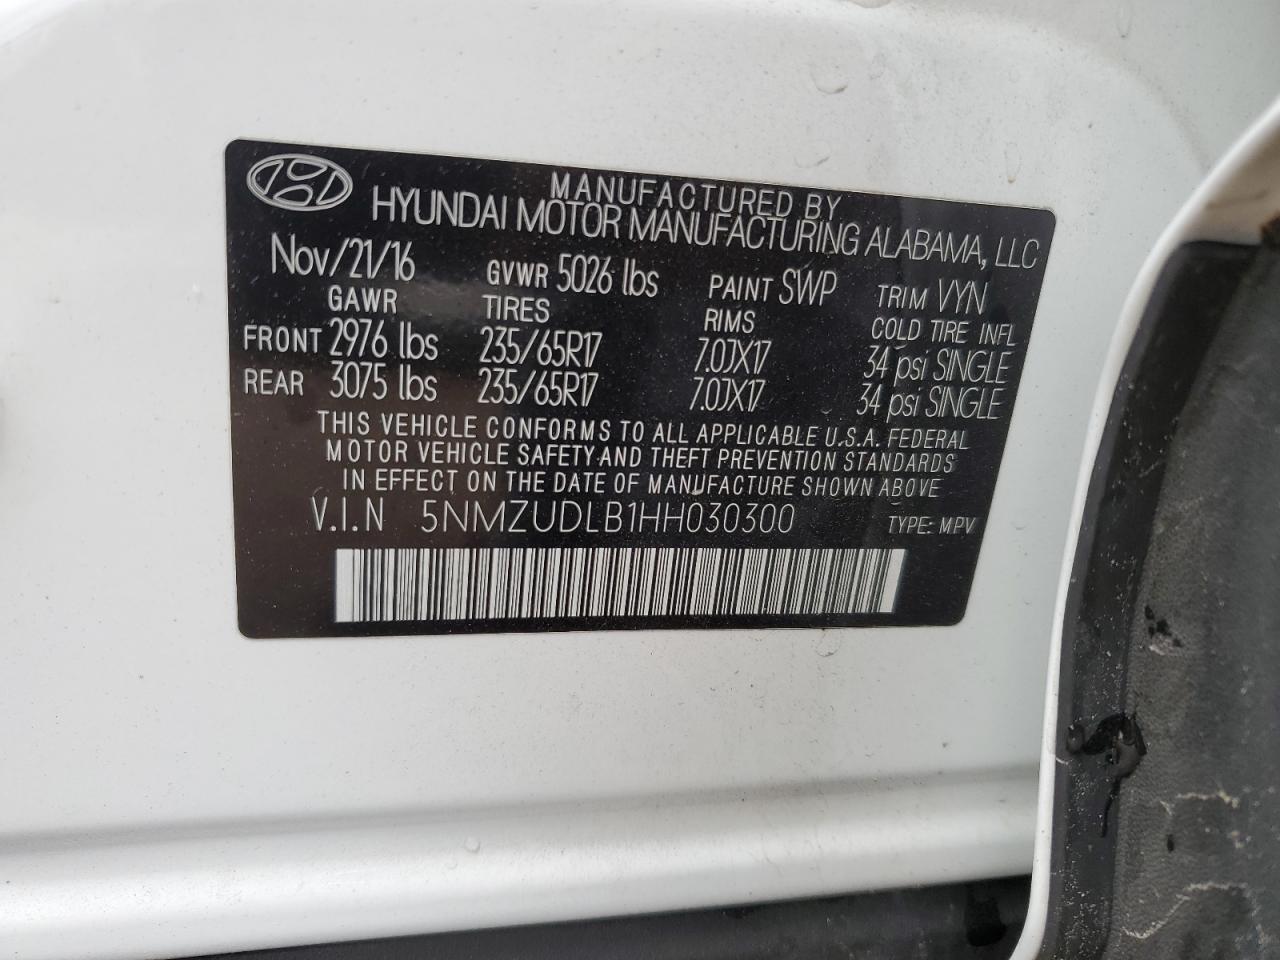 MANUFACTURED BY
HYUNDAI MOTOR MANUFACTURING ALABAMA, LLC
Nov/21/16 GVWR 5026 lbs PAINT SWP TRIM VYN
GAWR TIRES RIMS COLD TIRE INFL
FRONT 2976 lbs 235/65R17 7.0JX17 34 psi SINGLE
REAR 3075 lbs 235/65R17 7.0JX17 34 psi SINGLE
THIS VEHICLE CONFORMS TO ALL APPLICABLE U.S.A. FEDERAL
MOTOR VEHICLE SAFETY AND THEFT PREVENTION STANDARDS
IN EFFECT ON THE DATE OF MANUFACTURE SHOWN ABOVE
V.I.N 5NMZUDLB1HH030300 TYPE: MPV